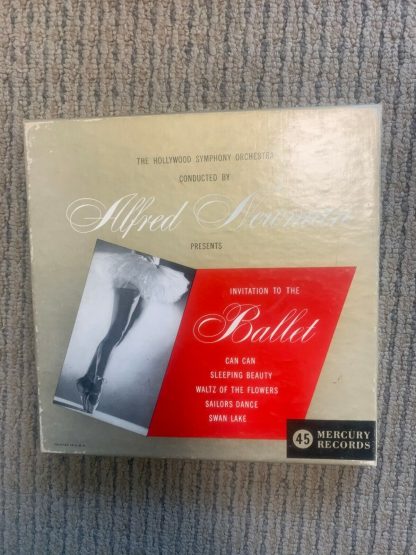 THE HOLLYWOOD SYMPHONY ORCHESTRA
CONDUCTED BY
Alfred Newman
PRESENTS
INVITATION TO THE
Ballet
CAN CAN
SLEEPING BEAUTY
WALTZ OF THE FLOWERS
SAILORS DANCE
SWAN LAKE
45 MERCURY
RECORDS